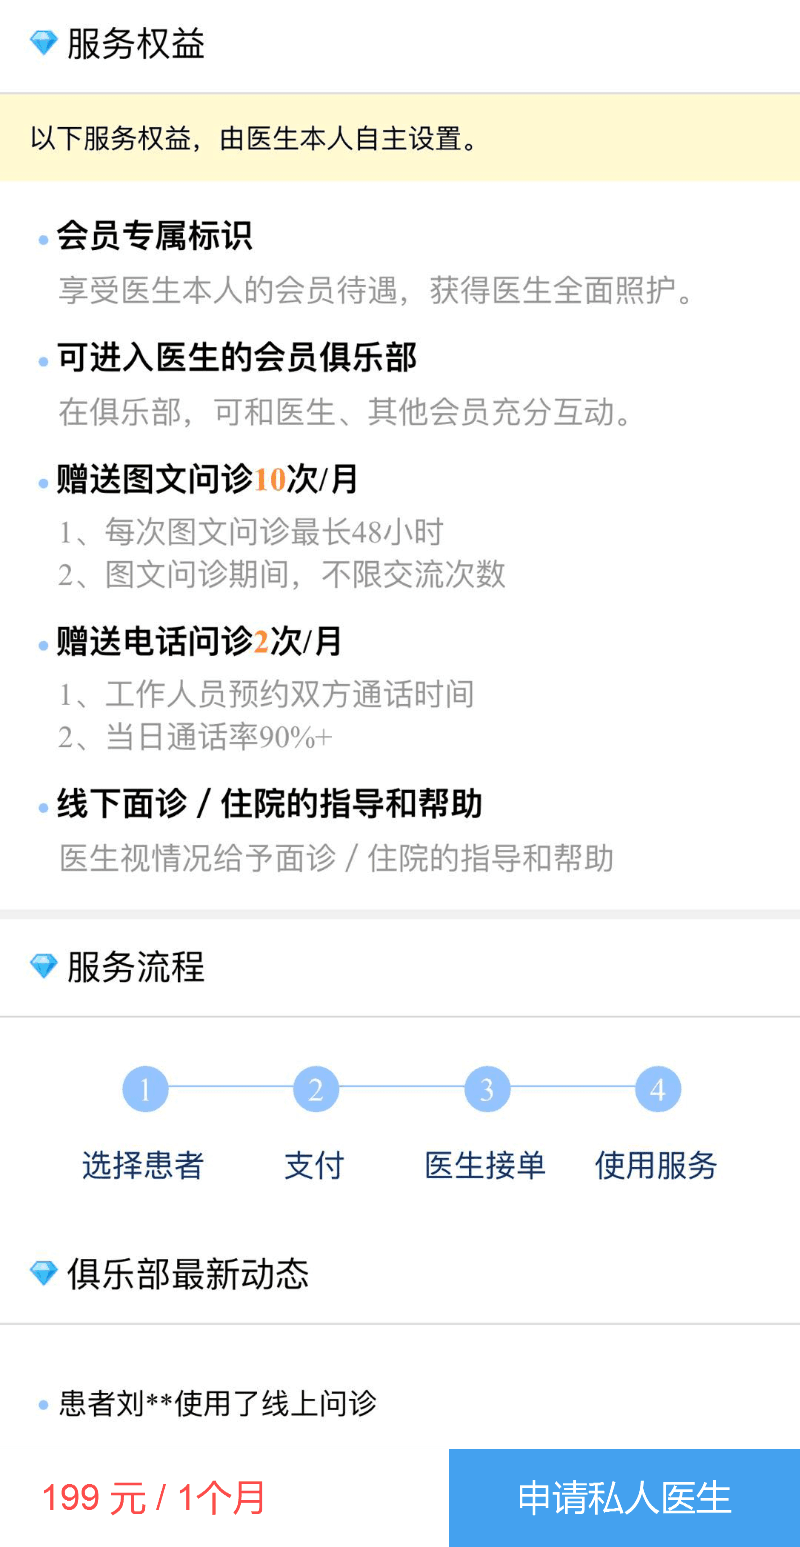 服务权益
以下服务权益，由医生本人自主设置。
会员专属标识
享受医生本人的会员待遇，获得医生全面照护。
可进入医生的会员俱乐部
在俱乐部，可和医生、其他会员充分互动。
赠送图文问诊10次/月
1、每次图文问诊最长48小时
2、图文问诊期间，不限交流次数
赠送电话问诊2次/月
1、工作人员预约双方通话时间
2、当日通话率90%+
线下面诊 / 住院的指导和帮助
医生视情况给予面诊 / 住院的指导和帮助
服务流程
1 2 3 4
选择患者 支付 医生接单 使用服务
俱乐部最新动态
患者刘**使用了线上问诊
199 元 / 1个月 申请私人医生